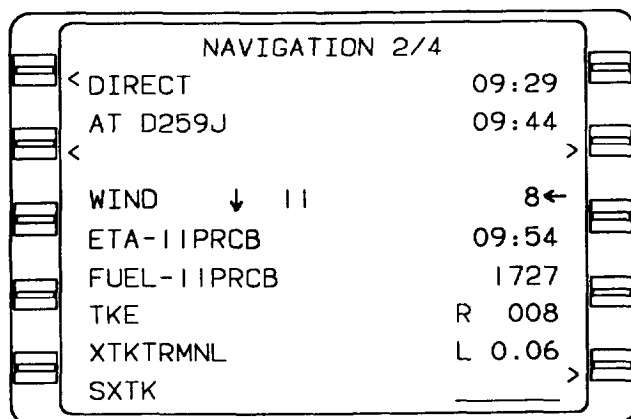 NAVIGATION 2/4
< DIRECT 09:29
AT D259J 09:44
< >
WIND ↓ 11 8←
ETA-11PRCB 09:54
FUEL-11PRCB 1727
TKE R 008
XTKTRMNL L 0.06
>
SXTK ______